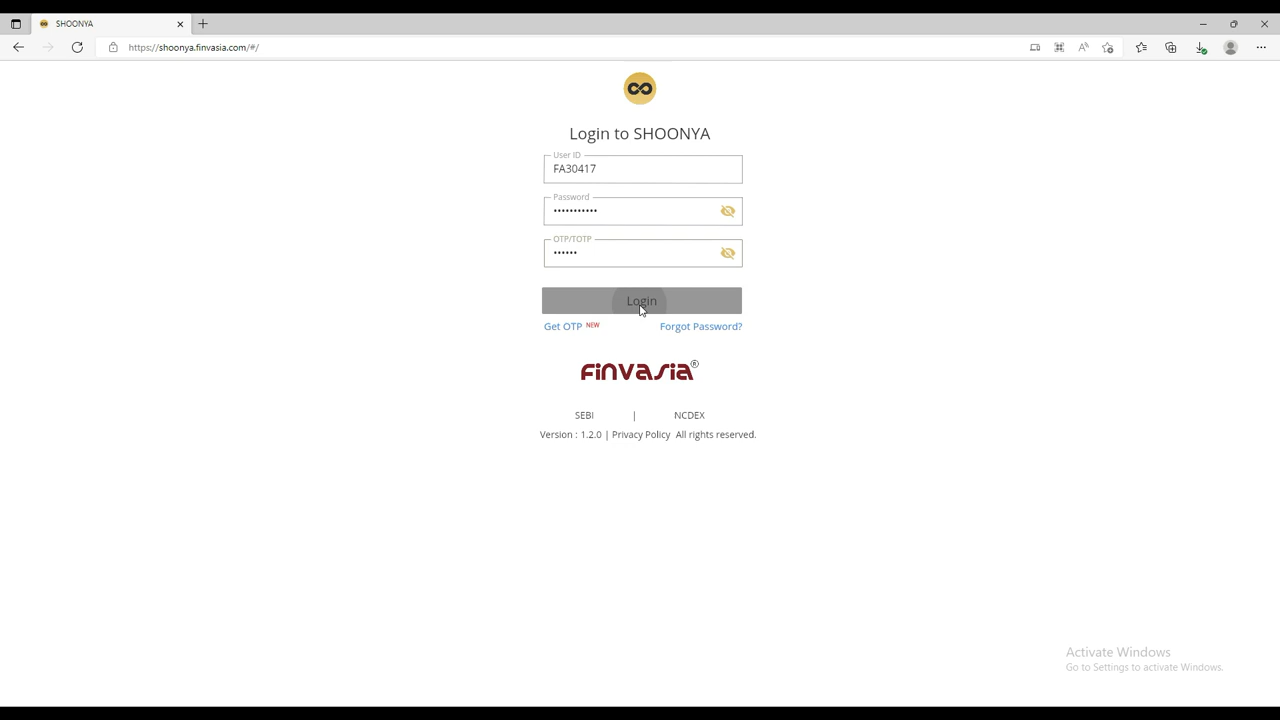 SHOONYA
https://shoonya.finvasia.com/#/
Login to SHOONYA
User ID
FA30417
Password
•••••••••••
OTP/TOTP
••••••
Login
Get OTP NEW Forgot Password?
FINVASIA®
SEBI | NCDEX
Version : 1.2.0 | Privacy Policy All rights reserved.
Activate Windows
Go to Settings to activate Windows.